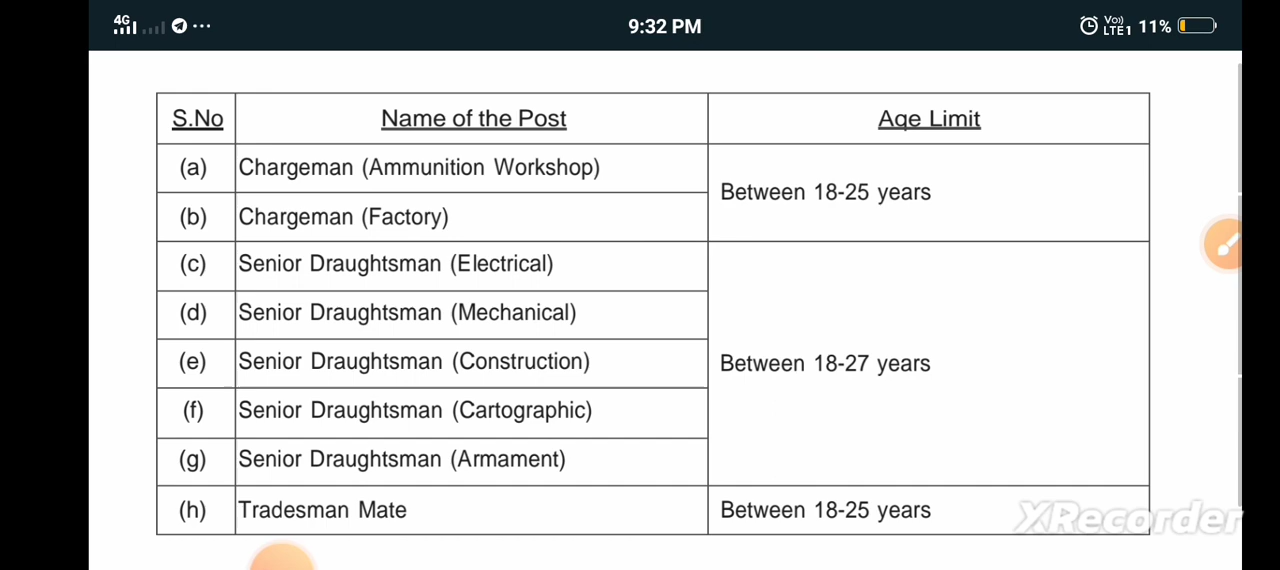 4G 9:32 PM Vo) LTE1 11%
S.No Name of the Post Age Limit
(a) Chargeman (Ammunition Workshop) Between 18-25 years
(b) Chargeman (Factory)
(c) Senior Draughtsman (Electrical) Between 18-27 years
(d) Senior Draughtsman (Mechanical)
(e) Senior Draughtsman (Construction)
(f) Senior Draughtsman (Cartographic)
(g) Senior Draughtsman (Armament)
(h) Tradesman Mate Between 18-25 years
XRecorder